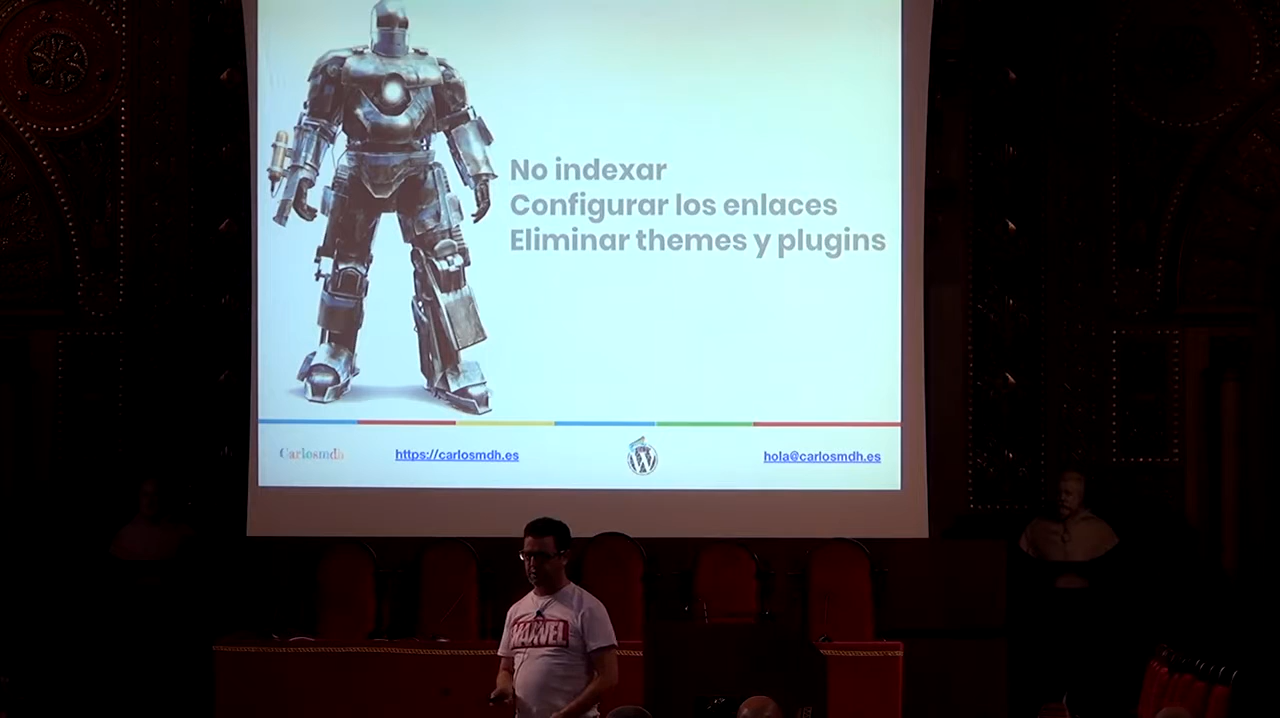 No indexar
Configurar los enlaces
Eliminar themes y plugins
Carlosmdh
https://carlosmdh.es
W
hola@carlosmdh.es
MARVEL